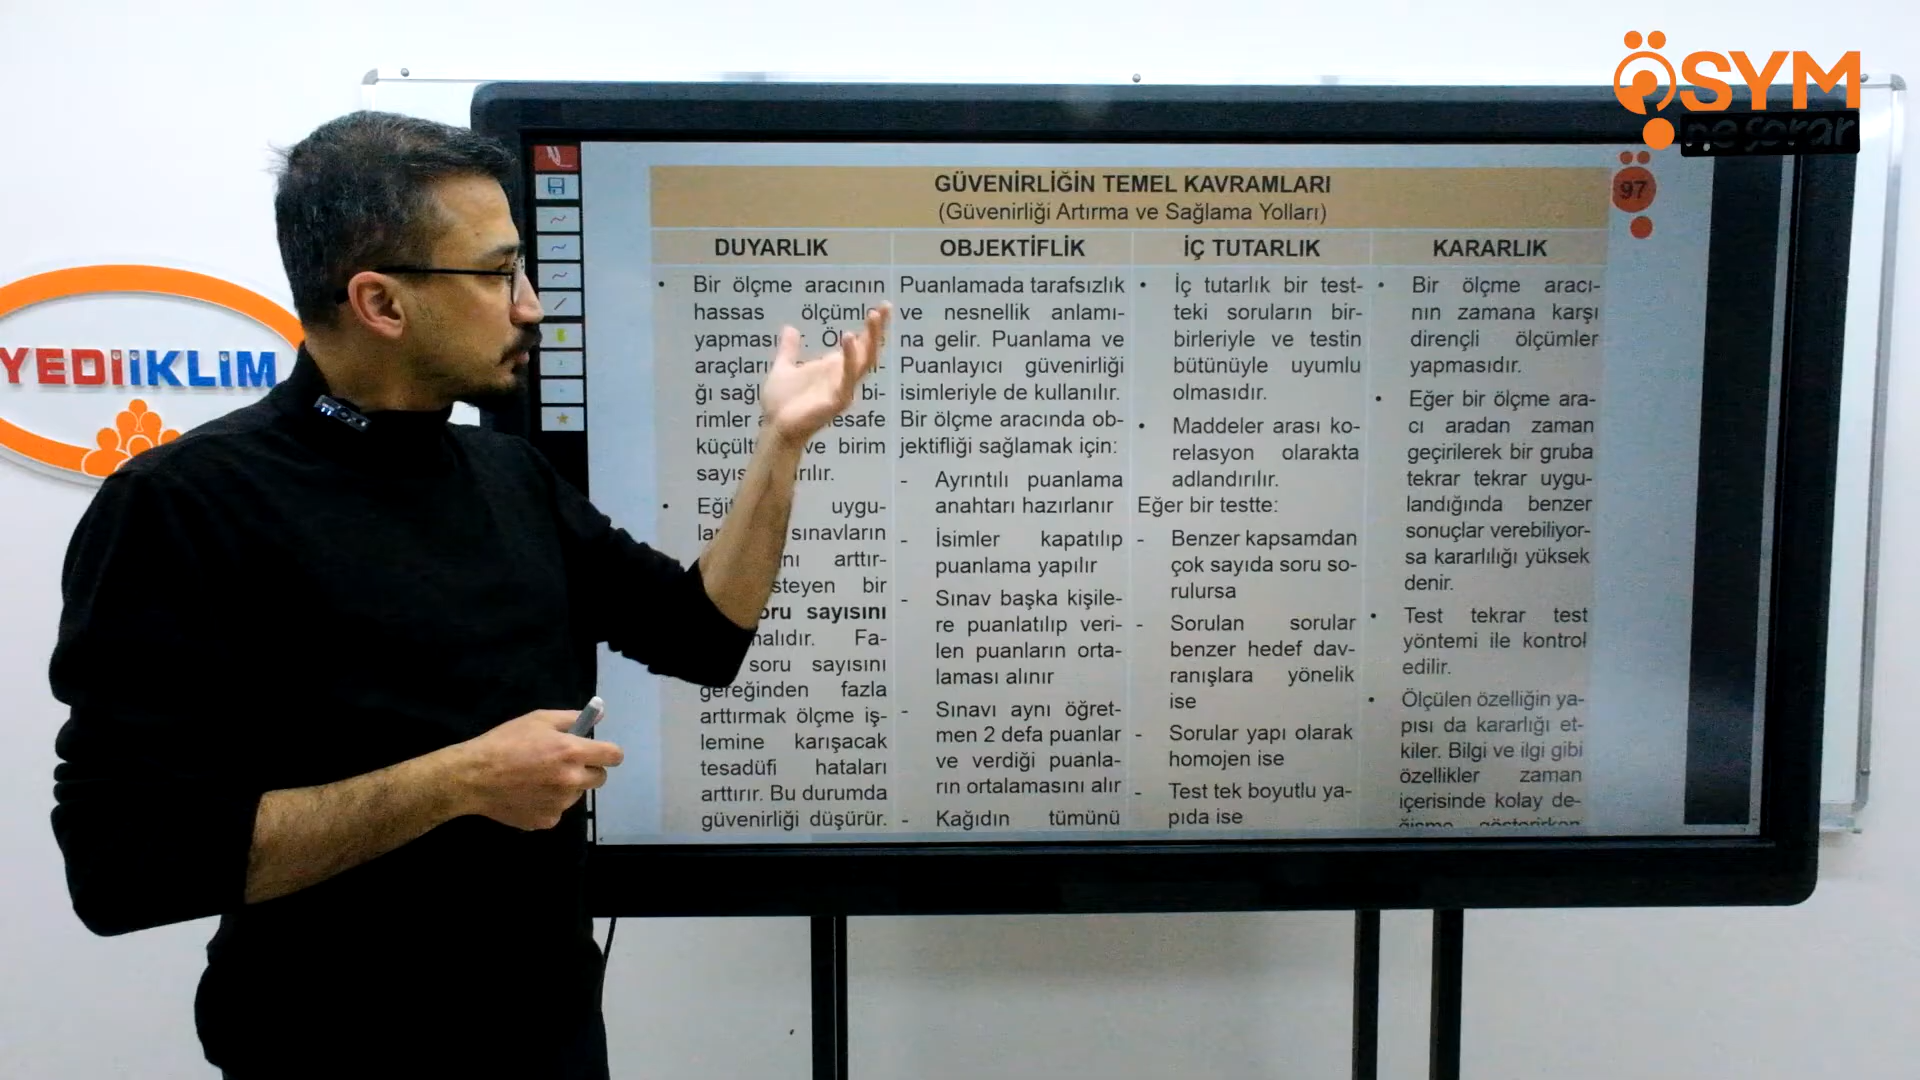 ÖSYM
ne sorar
97
YEDİİKLİM
GÜVENİRLİĞİN TEMEL KAVRAMLARI
(Güvenirliği Artırma ve Sağlama Yolları)
DUYARLIK
• Bir ölçme aracının
hassas
yapması
rimler
küçült ve birim
uygu-
sınavların
arttır-
bir
soru sayısını
Fa-
soru sayısını
gereğinden fazla
arttırmak ölçme iş-
lemine karışacak
tesadüfi hataları
arttırır. Bu durumda
güvenirliği düşürür.
OBJEKTİFLİK
Puanlamada tarafsızlık
ve nesnellik anlamı-
na gelir. Puanlama ve
Puanlayıcı güvenirliği
isimleriyle de kullanılır.
Bir ölçme aracında ob-
jektifliği sağlamak için:
- Ayrıntılı puanlama
anahtarı hazırlanır
- İsimler kapatılıp
puanlama yapılır
- Sınav başka kişile-
re puanlatılıp veri-
len puanların orta-
laması alınır
- Sınavı aynı öğret-
men 2 defa puanlar
ve verdiği puanla-
rın ortalamasını alır
- Kağıdın tümünü
İÇ TUTARLIK
• İç tutarlık bir test-
teki soruların bir-
birleriyle ve testin
bütünüyle uyumlu
olmasıdır.
• Maddeler arası ko-
relasyon olarakta
adlandırılır.
Eğer bir testte:
- Benzer kapsamdan
çok sayıda soru so-
rulursa
- Sorulan sorular
benzer hedef dav-
ranışlara yönelik
ise
- Sorular yapı olarak
homojen ise
- Test tek boyutlu ya-
pıda ise
KARARLIK
• Bir ölçme aracı-
nın zamana karşı
dirençli ölçümler
yapmasıdır.
• Eğer bir ölçme ara-
cı aradan zaman
geçirilerek bir gruba
tekrar tekrar uygu-
landığında benzer
sonuçlar verebiliyor-
sa kararlılığı yüksek
denir.
• Test tekrar test
yöntemi ile kontrol
edilir.
• Ölçülen özelliğin ya-
pısı da kararlığı et-
kiler. Bilgi ve ilgi gibi
özellikler zaman
içerisinde kolay de-
ğişme gösterirken